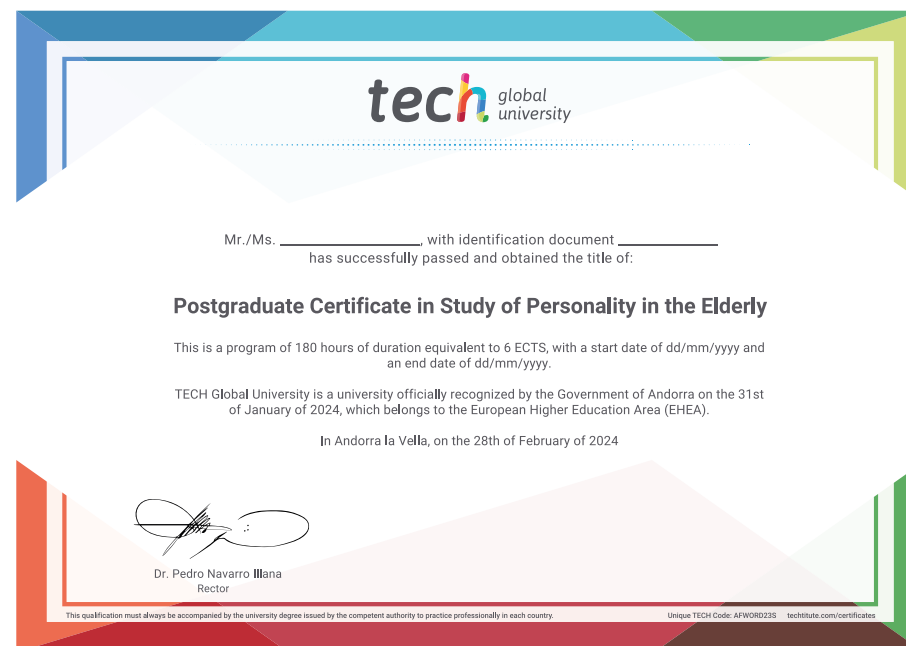 tech global
university
Mr./Ms. ____________, with identification document ____________
has successfully passed and obtained the title of:
Postgraduate Certificate in Study of Personality in the Elderly
This is a program of 180 hours of duration equivalent to 6 ECTS, with a start date of dd/mm/yyyy and
an end date of dd/mm/yyyy.
TECH Global University is a university officially recognized by the Government of Andorra on the 31st
of January of 2024, which belongs to the European Higher Education Area (EHEA).
In Andorra la Vella, on the 28th of February of 2024
Dr. Pedro Navarro Illana
Rector
This qualification must always be accompanied by the university degree issued by the competent authority to practice professionally in each country.
Unique TECH Code: AFWORD23S techtitute.com/certificates